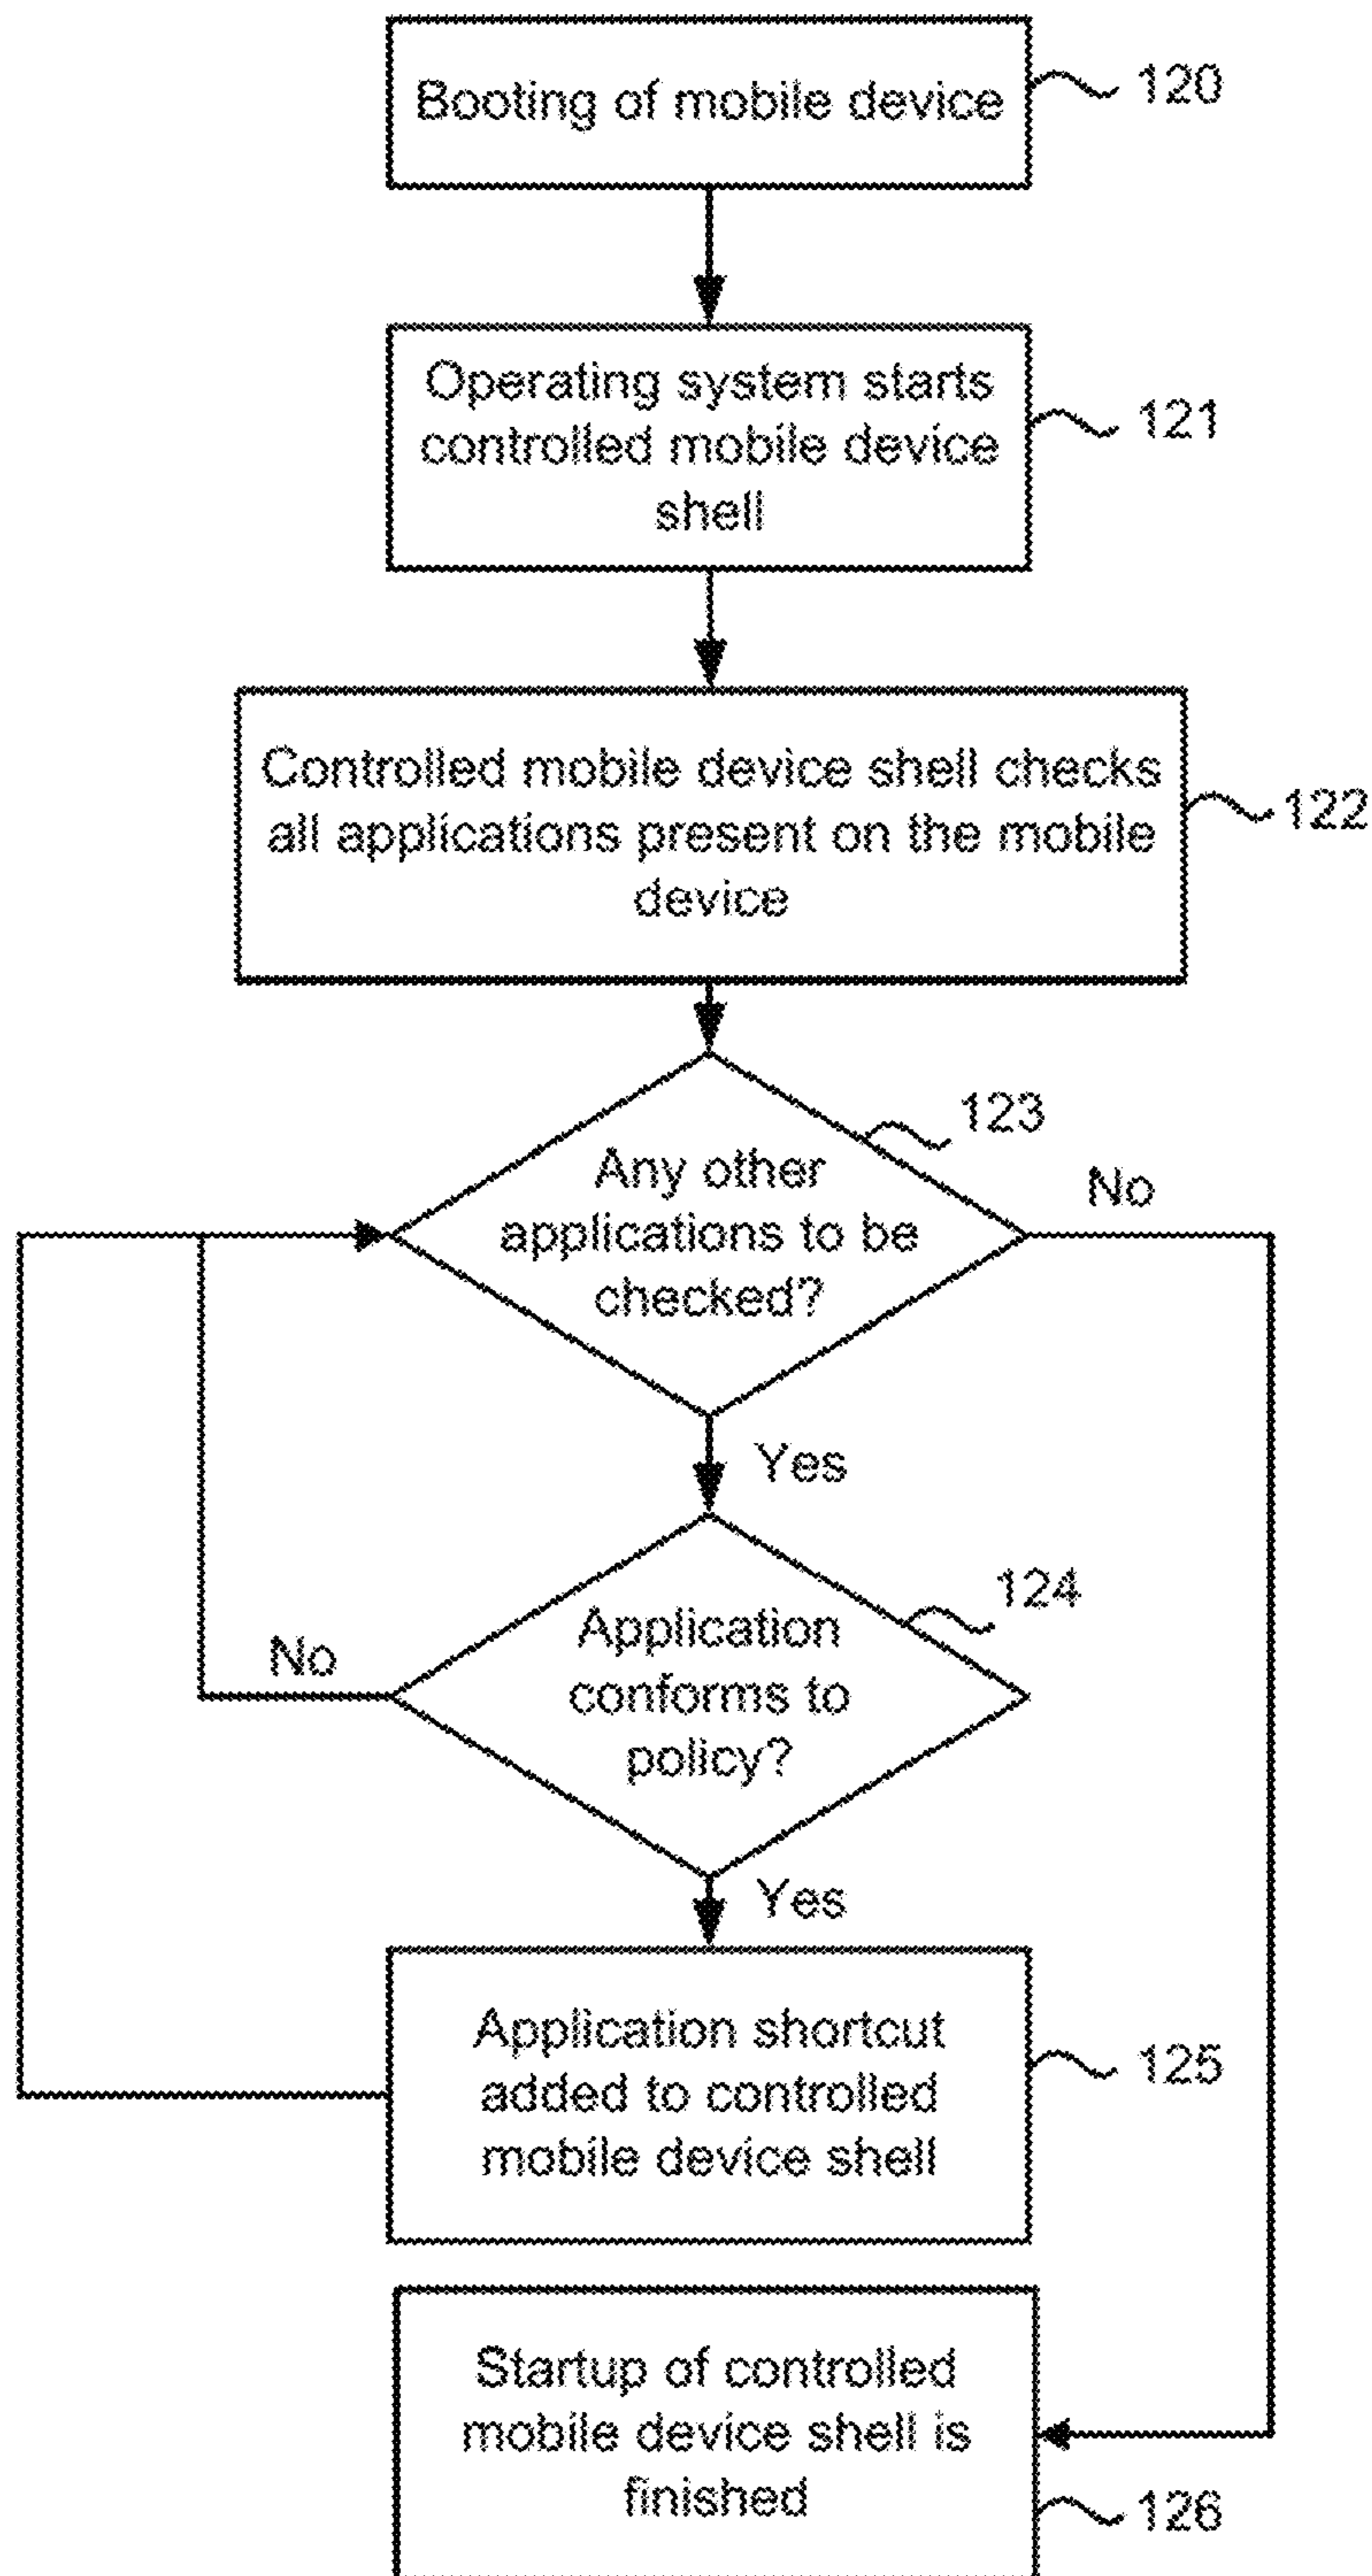 Booting of mobile device
120
Operating system starts
controlled mobile device
shell
121
Controlled mobile device shell checks
all applications present on the mobile
device
122
123
Any other
applications to be
checked?
No
Yes
124
Application
conforms to
policy?
No
Yes
Application shortcut
added to controlled
mobile device shell
125
Startup of controlled
mobile device shell is
finished
126